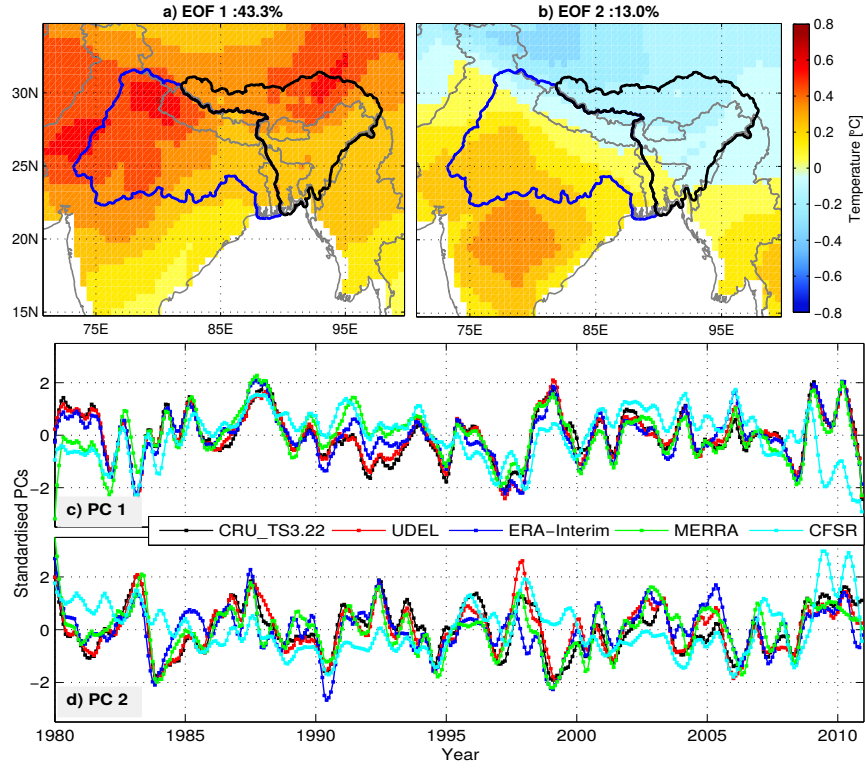 a) EOF 1 :43.3%
b) EOF 2 :13.0%
30N
25N
20N
15N
75E
85E
95E
75E
85E
95E
0.8
0.6
0.4
0.2
0
−0.2
−0.4
−0.6
−0.8
Temperature [°C]
2
0
−2
c) PC 1
Standardised PCs
CRU_TS3.22
UDEL
ERA−Interim
MERRA
CFSR
2
0
−2
d) PC 2
1980
1985
1990
1995
2000
2005
2010
Year